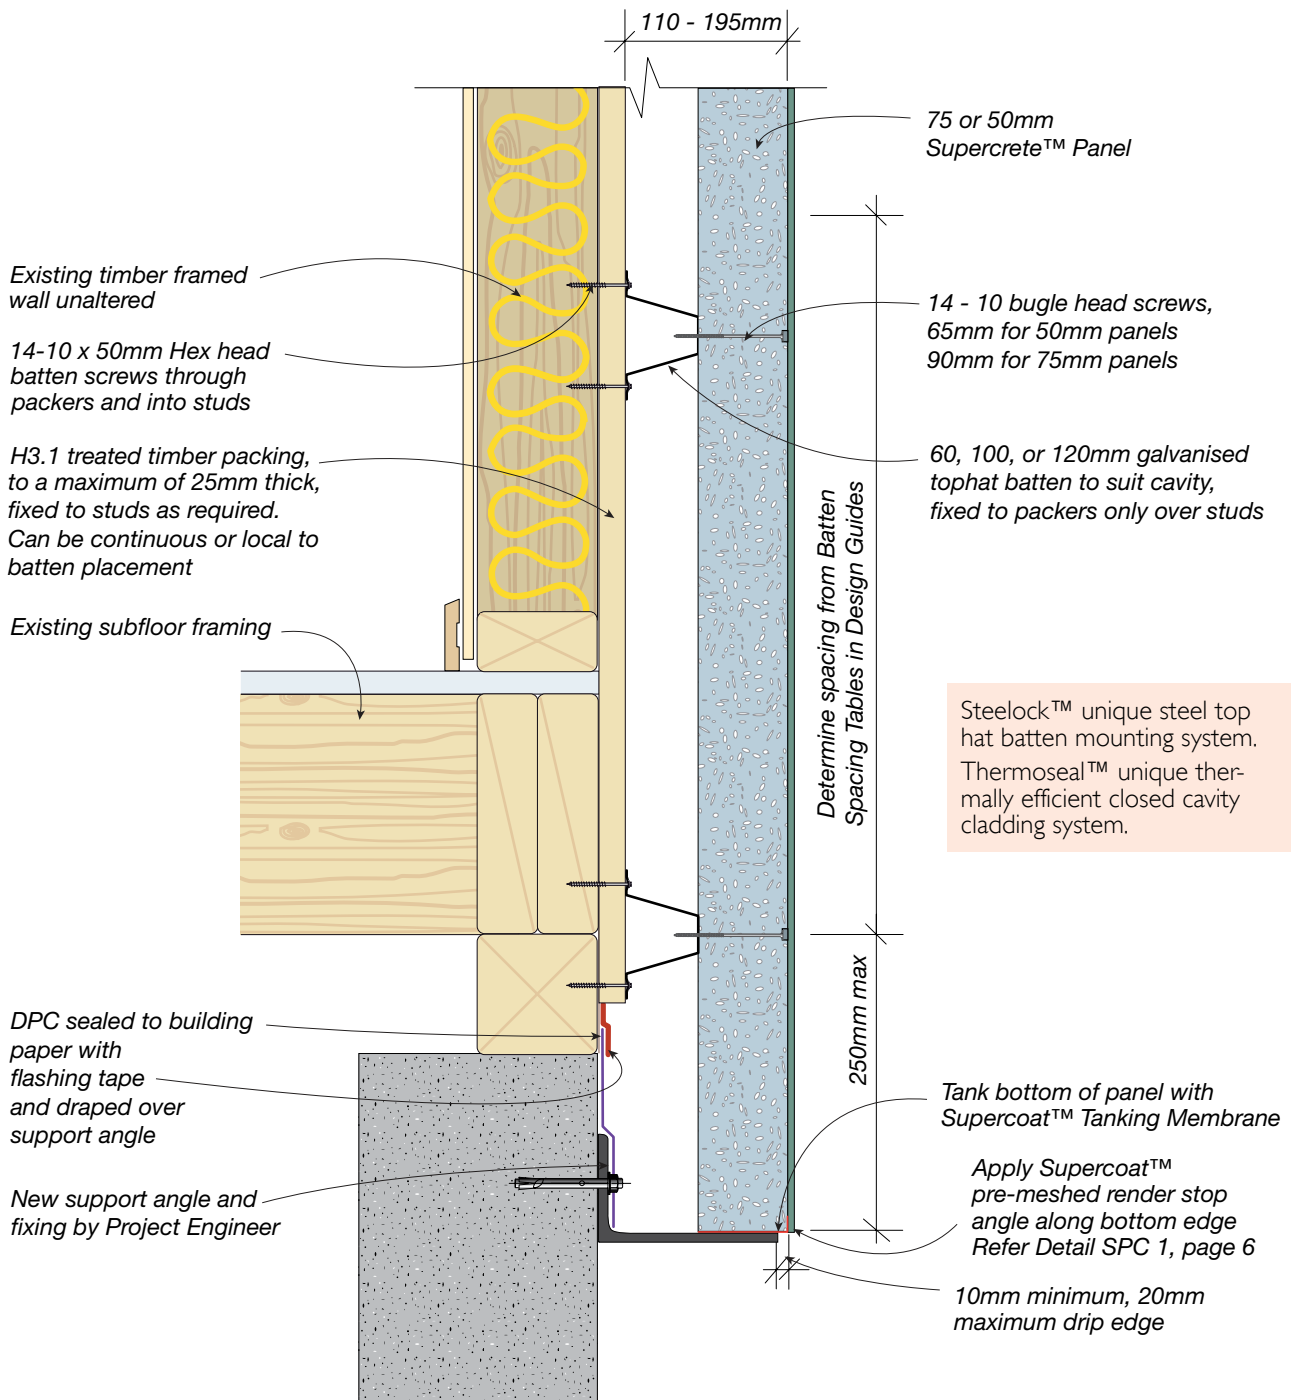 110 - 195mm
75 or 50mm
Supercrete™ Panel
Existing timber framed
wall unaltered
14-10 x 50mm Hex head
batten screws through
packers and into studs
H3.1 treated timber packing,
to a maximum of 25mm thick,
fixed to studs as required.
Can be continuous or local to
batten placement
Existing subfloor framing
14 - 10 bugle head screws,
65mm for 50mm panels
90mm for 75mm panels
60, 100, or 120mm galvanised
tophat batten to suit cavity,
fixed to packers only over studs
Determine spacing from Batten
Spacing Tables in Design Guides
Steelock™ unique steel top
hat batten mounting system.
Thermoseal™ unique ther-
mally efficient closed cavity
cladding system.
250mm max
DPC sealed to building
paper with
flashing tape
and draped over
support angle
New support angle and
fixing by Project Engineer
Tank bottom of panel with
Supercoat™ Tanking Membrane
Apply Supercoat™
pre-meshed render stop
angle along bottom edge
Refer Detail SPC 1, page 6
10mm minimum, 20mm
maximum drip edge